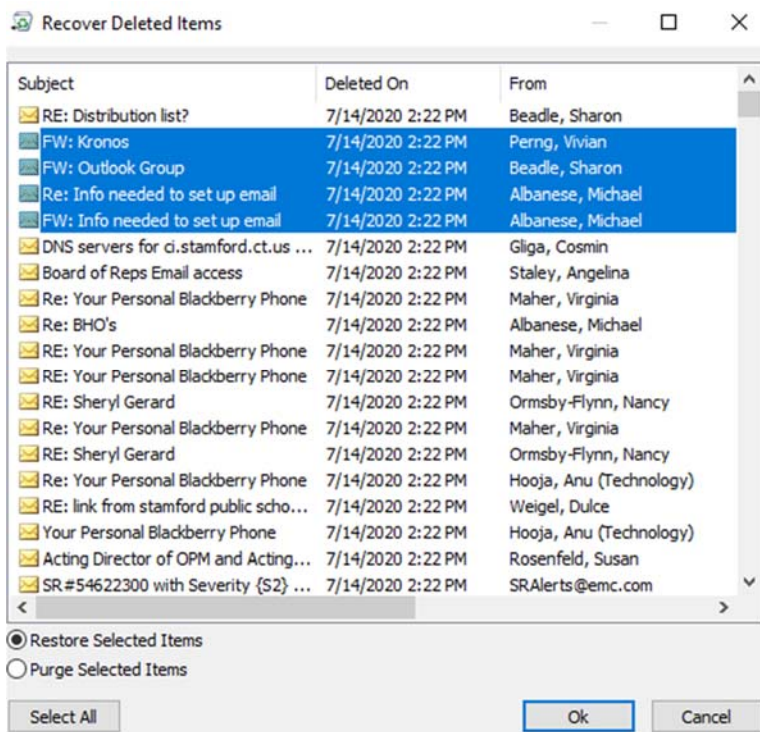 Recover Deleted Items
Subject Deleted On From
RE: Distribution list? 7/14/2020 2:22 PM Beadle, Sharon
FW: Kronos 7/14/2020 2:22 PM Perng, Vivian
FW: Outlook Group 7/14/2020 2:22 PM Beadle, Sharon
Re: Info needed to set up email 7/14/2020 2:22 PM Albanese, Michael
FW: Info needed to set up email 7/14/2020 2:22 PM Albanese, Michael
DNS servers for ci.stamford.ct.us ... 7/14/2020 2:22 PM Gliga, Cosmin
Board of Reps Email access 7/14/2020 2:22 PM Staley, Angelina
Re: Your Personal Blackberry Phone 7/14/2020 2:22 PM Maher, Virginia
Re: BHO's 7/14/2020 2:22 PM Albanese, Michael
RE: Your Personal Blackberry Phone 7/14/2020 2:22 PM Maher, Virginia
RE: Your Personal Blackberry Phone 7/14/2020 2:22 PM Maher, Virginia
RE: Sheryl Gerard 7/14/2020 2:22 PM Ormsby-Flynn, Nancy
Re: Your Personal Blackberry Phone 7/14/2020 2:22 PM Maher, Virginia
RE: Sheryl Gerard 7/14/2020 2:22 PM Ormsby-Flynn, Nancy
Re: Your Personal Blackberry Phone 7/14/2020 2:22 PM Hooja, Anu (Technology)
RE: link from stamford public scho... 7/14/2020 2:22 PM Weigel, Dulce
Your Personal Blackberry Phone 7/14/2020 2:22 PM Hooja, Anu (Technology)
Acting Director of OPM and Acting... 7/14/2020 2:22 PM Rosenfeld, Susan
SR#54622300 with Severity {S2} ... 7/14/2020 2:22 PM SRAlerts@emc.com
Restore Selected Items
Purge Selected Items
Select All Ok Cancel